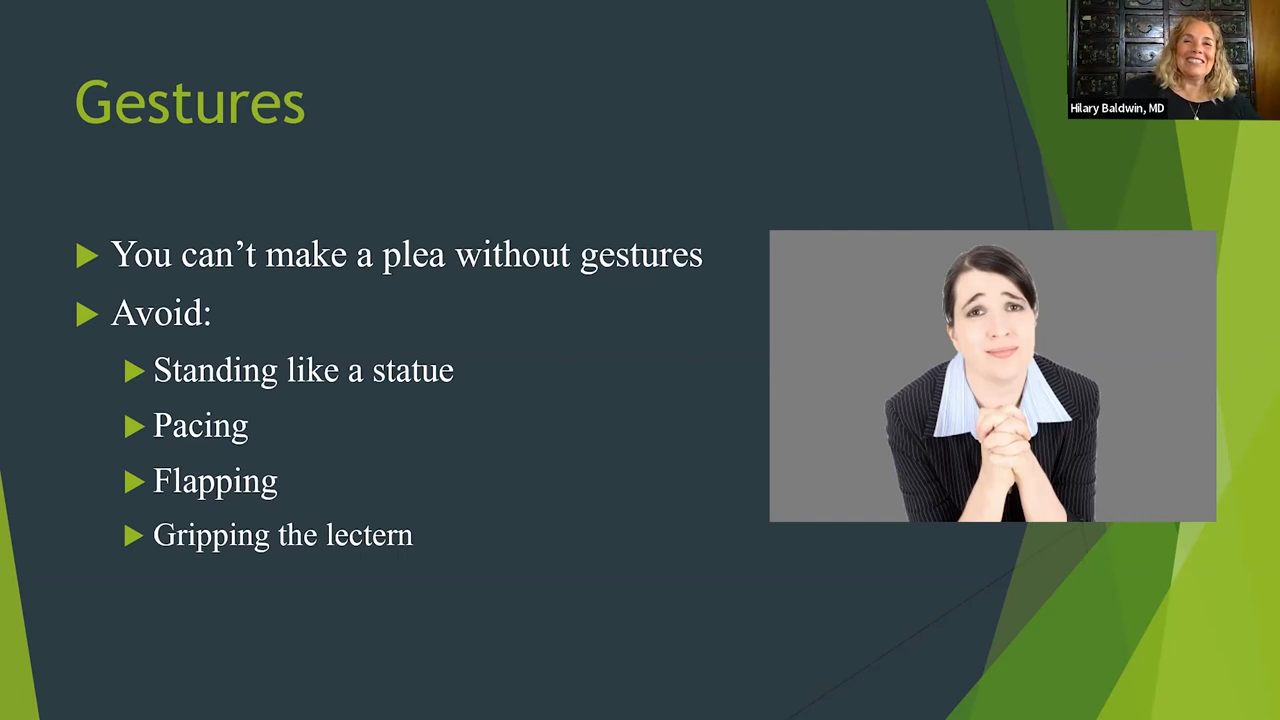 Gestures
You can’t make a plea without gestures
Avoid:
Standing like a statue
Pacing
Flapping
Gripping the lectern
Hilary Baldwin, MD